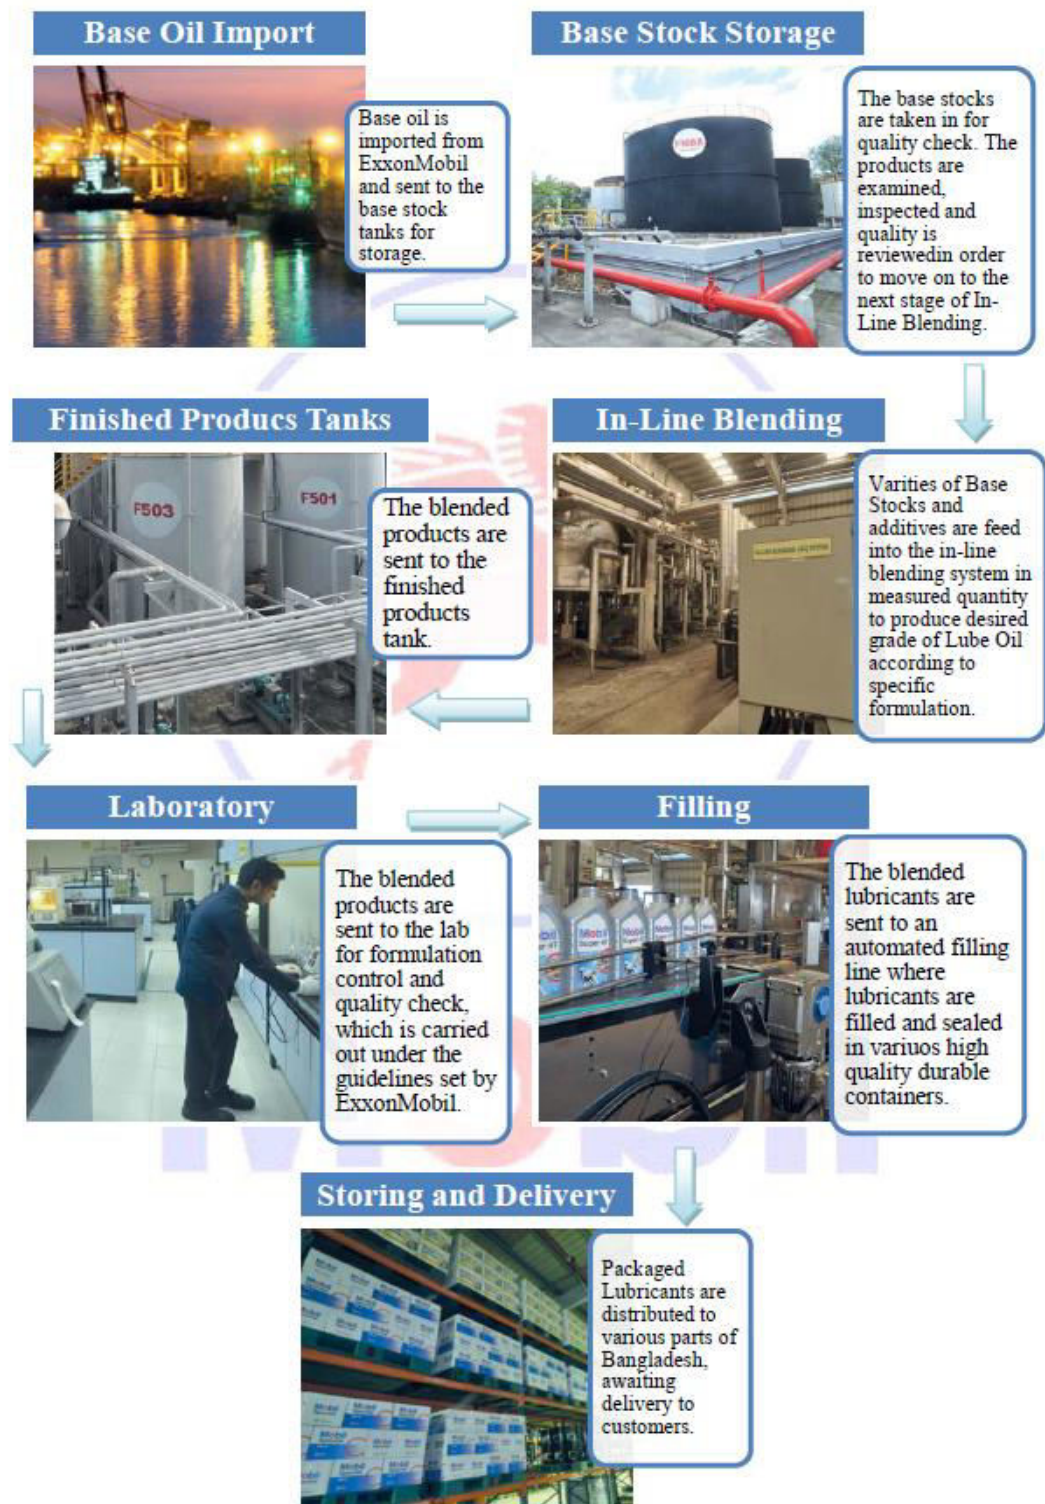 Base Oil Import
Base oil is
imported from
ExxonMobil
and sent to the
base stock
tanks for
storage.
Base Stock Storage
The base stocks
are taken in for
quality check. The
products are
examined,
inspected and
quality is
reviewedin order
to move on to the
next stage of In-
Line Blending.
In-Line Blending
Varities of Base
Stocks and
additives are feed
into the in-line
blending system in
measured quantity
to produce desired
grade of Lube Oil
according to
specific
formulation.
Finished Producs Tanks
F503
F501
The blended
products are
sent to the
finished
products
tank.
Laboratory
The blended
products are
sent to the lab
for formulation
control and
quality check,
which is carried
out under the
guidelines set by
ExxonMobil.
Filling
Mobil
Super 4T
The blended
lubricants are
sent to an
automated filling
line where
lubricants are
filled and sealed
in variuos high
quality durable
containers.
Mobil
Storing and Delivery
Mobil
Packaged
Lubricants are
distributed to
various parts of
Bangladesh,
awaiting
delivery to
customers.